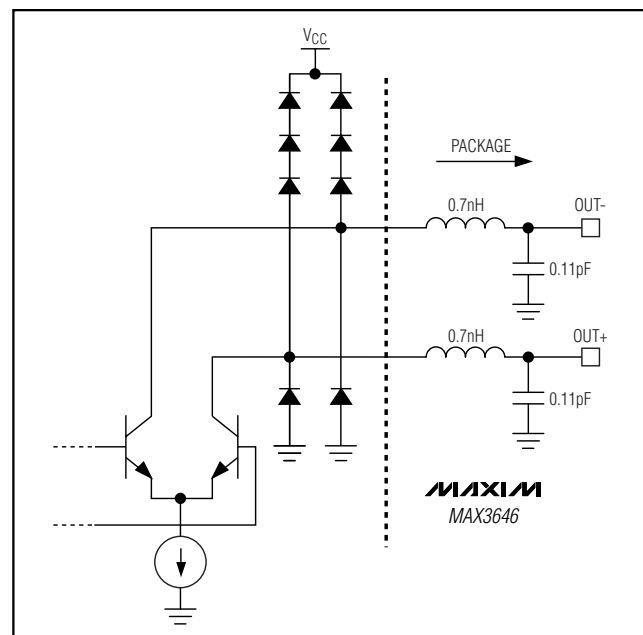 VCC
PACKAGE
0.7nH
OUT-
0.11pF
0.7nH
OUT+
0.11pF
MAXIM
MAX3646